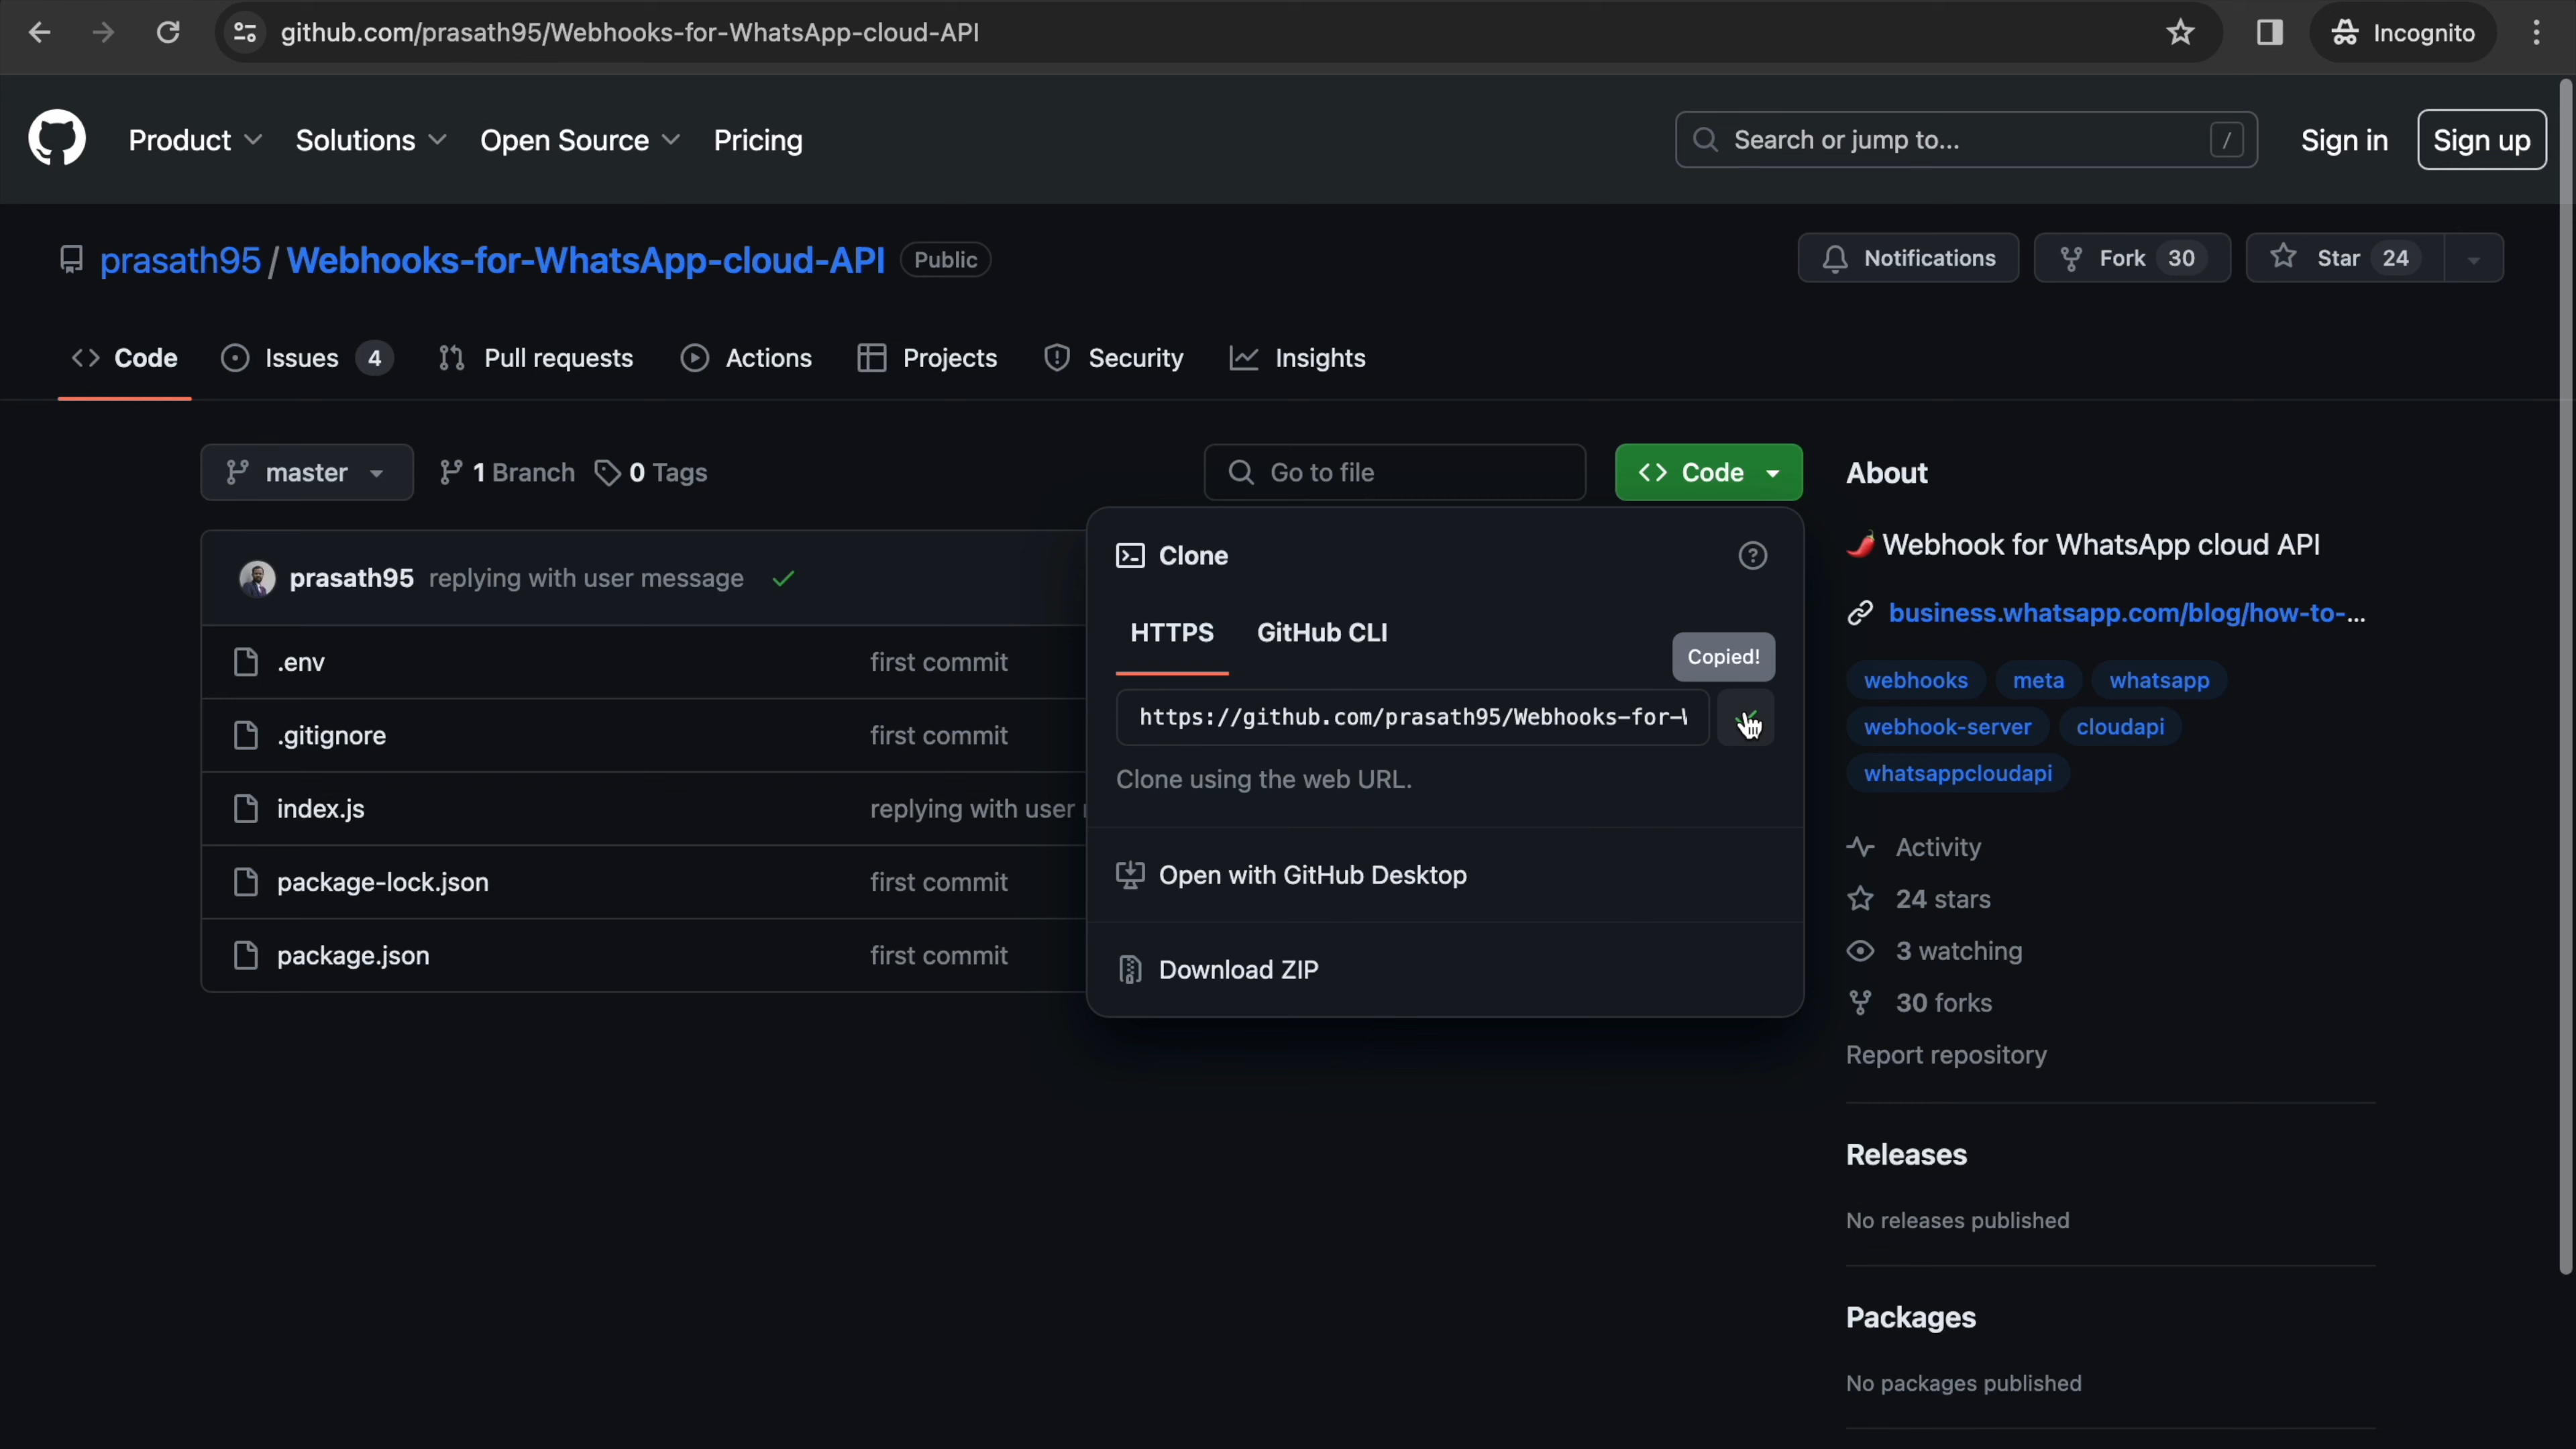 github.com/prasath95/Webhooks-for-WhatsApp-cloud-API
Incognito
Product
Solutions
Open Source
Pricing
Search or jump to...
/
Sign in
Sign up
prasath95 / Webhooks-for-WhatsApp-cloud-API
Public
Notifications
Fork 30
Star 24
Code
Issues 4
Pull requests
Actions
Projects
Security
Insights
master
1 Branch
0 Tags
Go to file
Code
prasath95 replying with user message
.env first commit
.gitignore first commit
index.js replying with user
package-lock.json first commit
package.json first commit
Clone
HTTPS
GitHub CLI
Copied!
https://github.com/prasath95/Webhooks-for-
Clone using the web URL.
Open with GitHub Desktop
Download ZIP
About
Webhook for WhatsApp cloud API
business.whatsapp.com/blog/how-to-...
webhooks meta whatsapp
webhook-server cloudapi
whatsappcloudapi
Activity
24 stars
3 watching
30 forks
Report repository
Releases
No releases published
Packages
No packages published